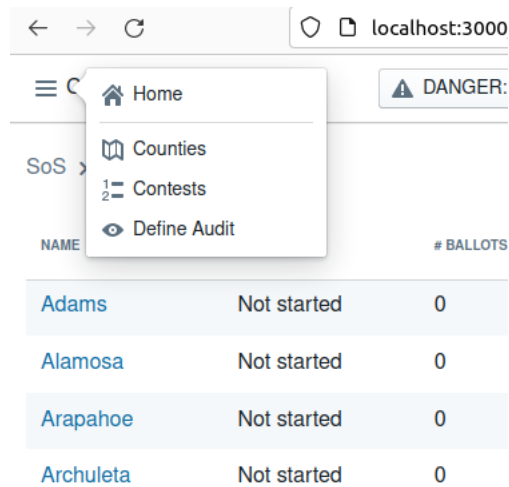 localhost:3000
Home
DANGER:
Counties
SoS
Contests
Define Audit
NAME # BALLOTS
Adams Not started 0
Alamosa Not started 0
Arapahoe Not started 0
Archuleta Not started 0